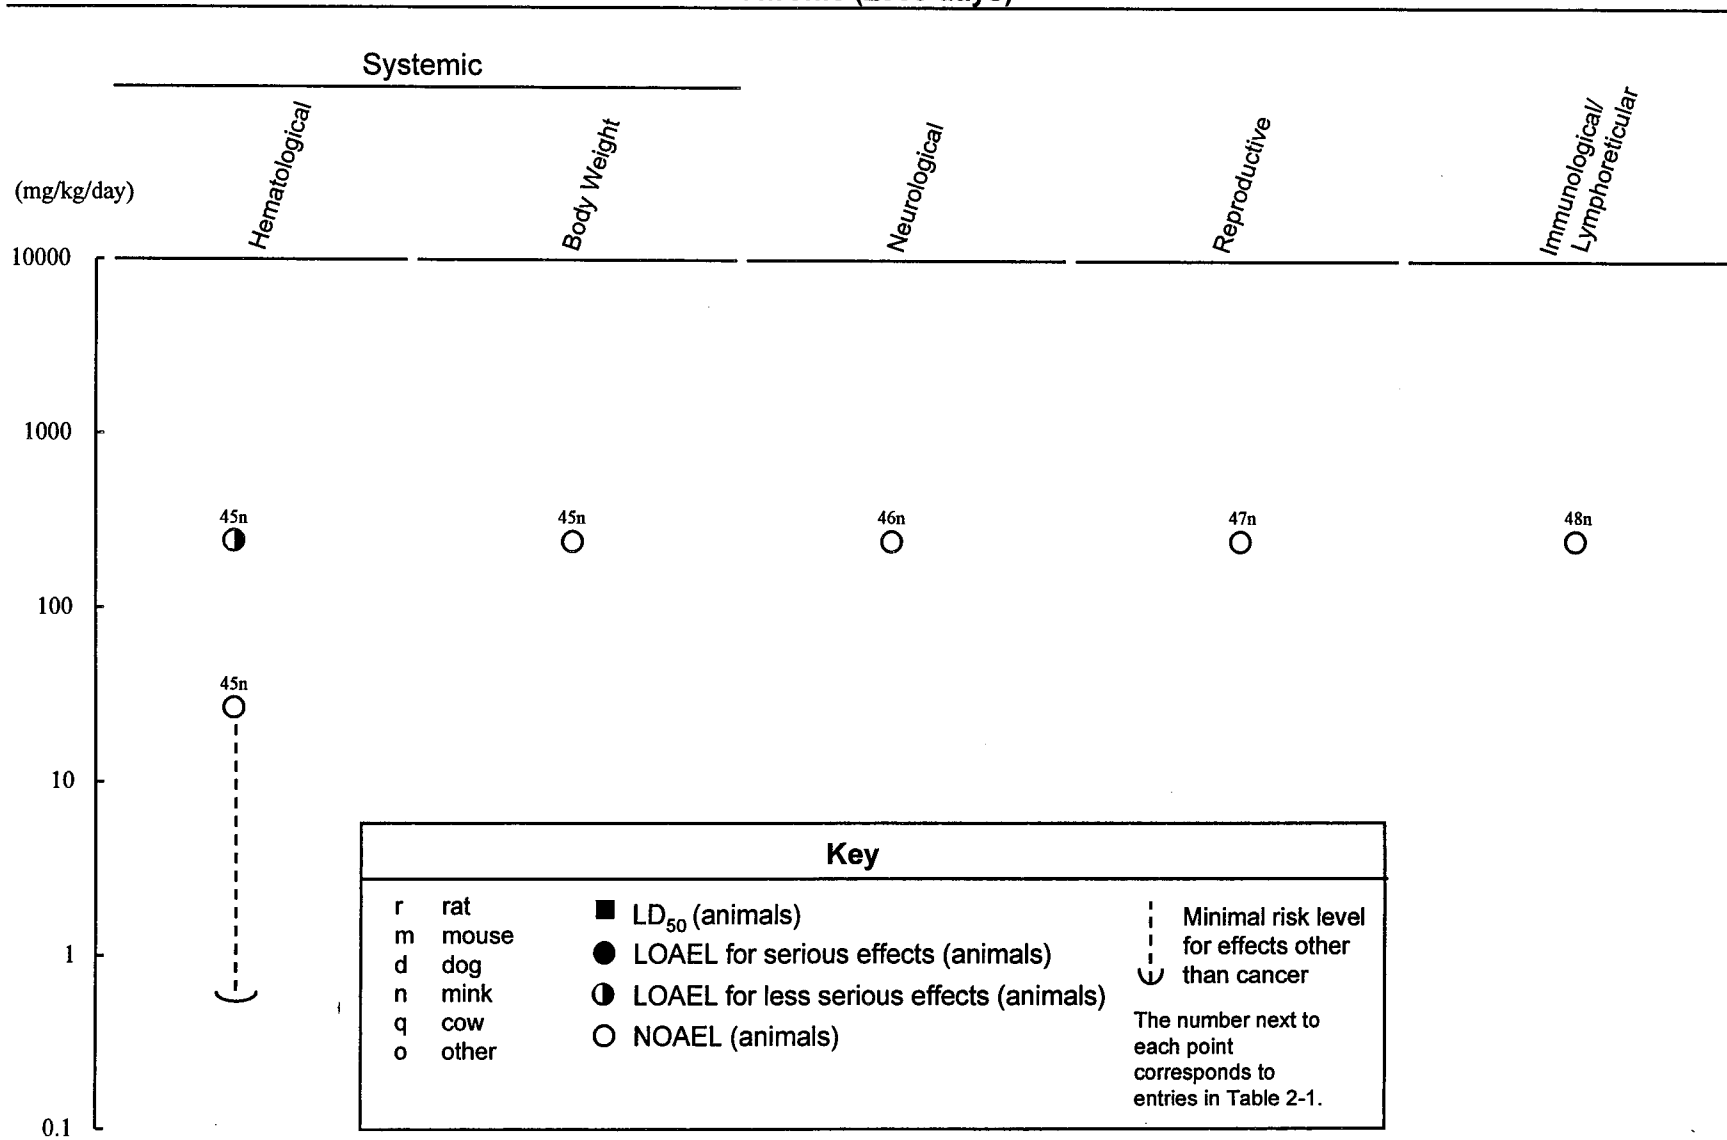 Systemic
Hematological
Body Weight
Neurological
Reproductive
Immunological/
Lymphoreticular
(mg/kg/day)
10000
1000
45n
45n
46n
47n
48n
100
45n
10
1
0.1
Key
r rat
m mouse
d dog
n mink
q cow
o other
LD50 (animals)
LOAEL for serious effects (animals)
LOAEL for less serious effects (animals)
NOAEL (animals)
Minimal risk level
for effects other
than cancer
The number next to
each point
corresponds to
entries in Table 2-1.